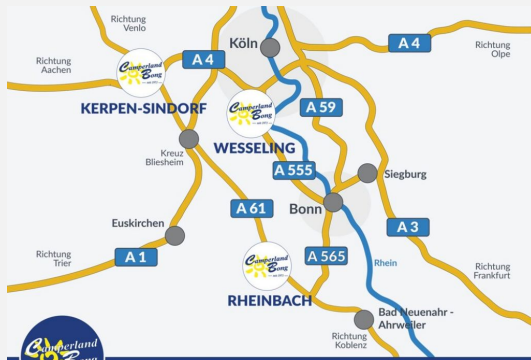 Richtung
Venlo
Köln
A 4
A 4
Richtung
Olpe
Richtung
Aachen
Camperland
Bong
KERPEN-SINDORF
Camperland
Bong
WESSELING
A 59
Kreuz
Bliesheim
A 555
Siegburg
A 61
Bonn
Euskirchen
A 3
Richtung
Trier
A 1
Camperland
Bong
A 565
Rhein
Richtung
Frankfurt
RHEINBACH
Bad Neuenahr -
Ahrweiler
Richtung
Koblenz
Camperland
Bong